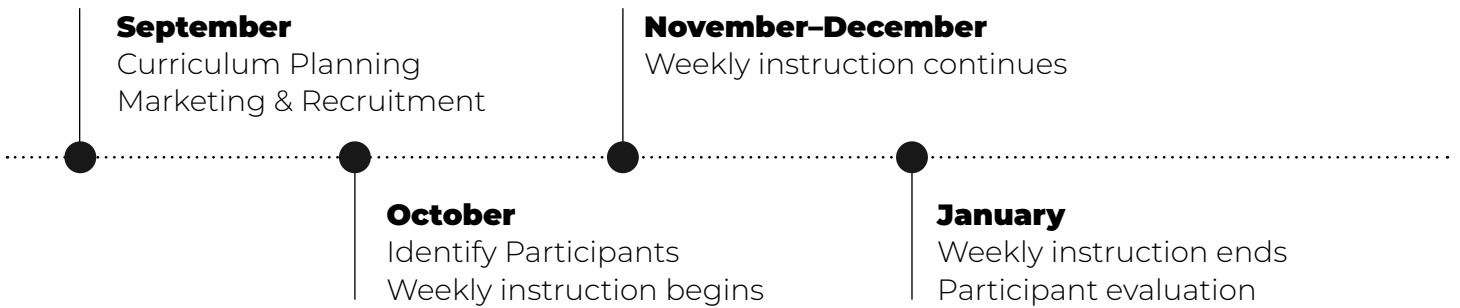 September
Curriculum Planning
Marketing & Recruitment
October
Identify Participants
Weekly instruction begins
November–December
Weekly instruction continues
January
Weekly instruction ends
Participant evaluation